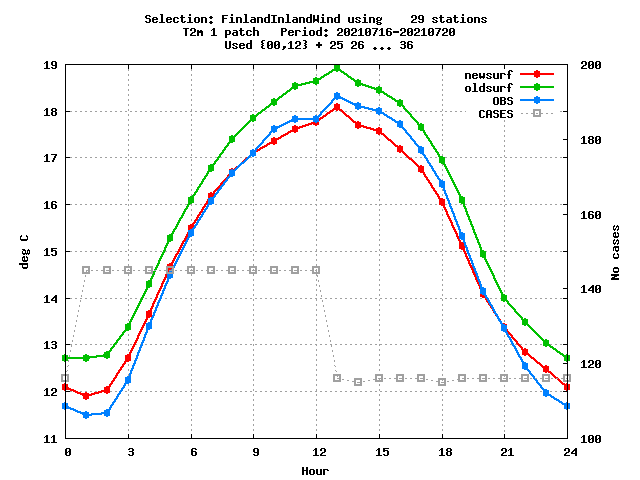 Selection: FinlandInlandWind using    29 stations
T2m 1 patch   Period: 20210716-20210720
Used {00,12} + 25 26 ... 36
19
18
17
16
15
14
13
12
11
deg C
200
180
160
140
120
100
No cases
newsurf
oldsurf
OBS
CASES
0 3 6 9 12 15 18 21 24
Hour